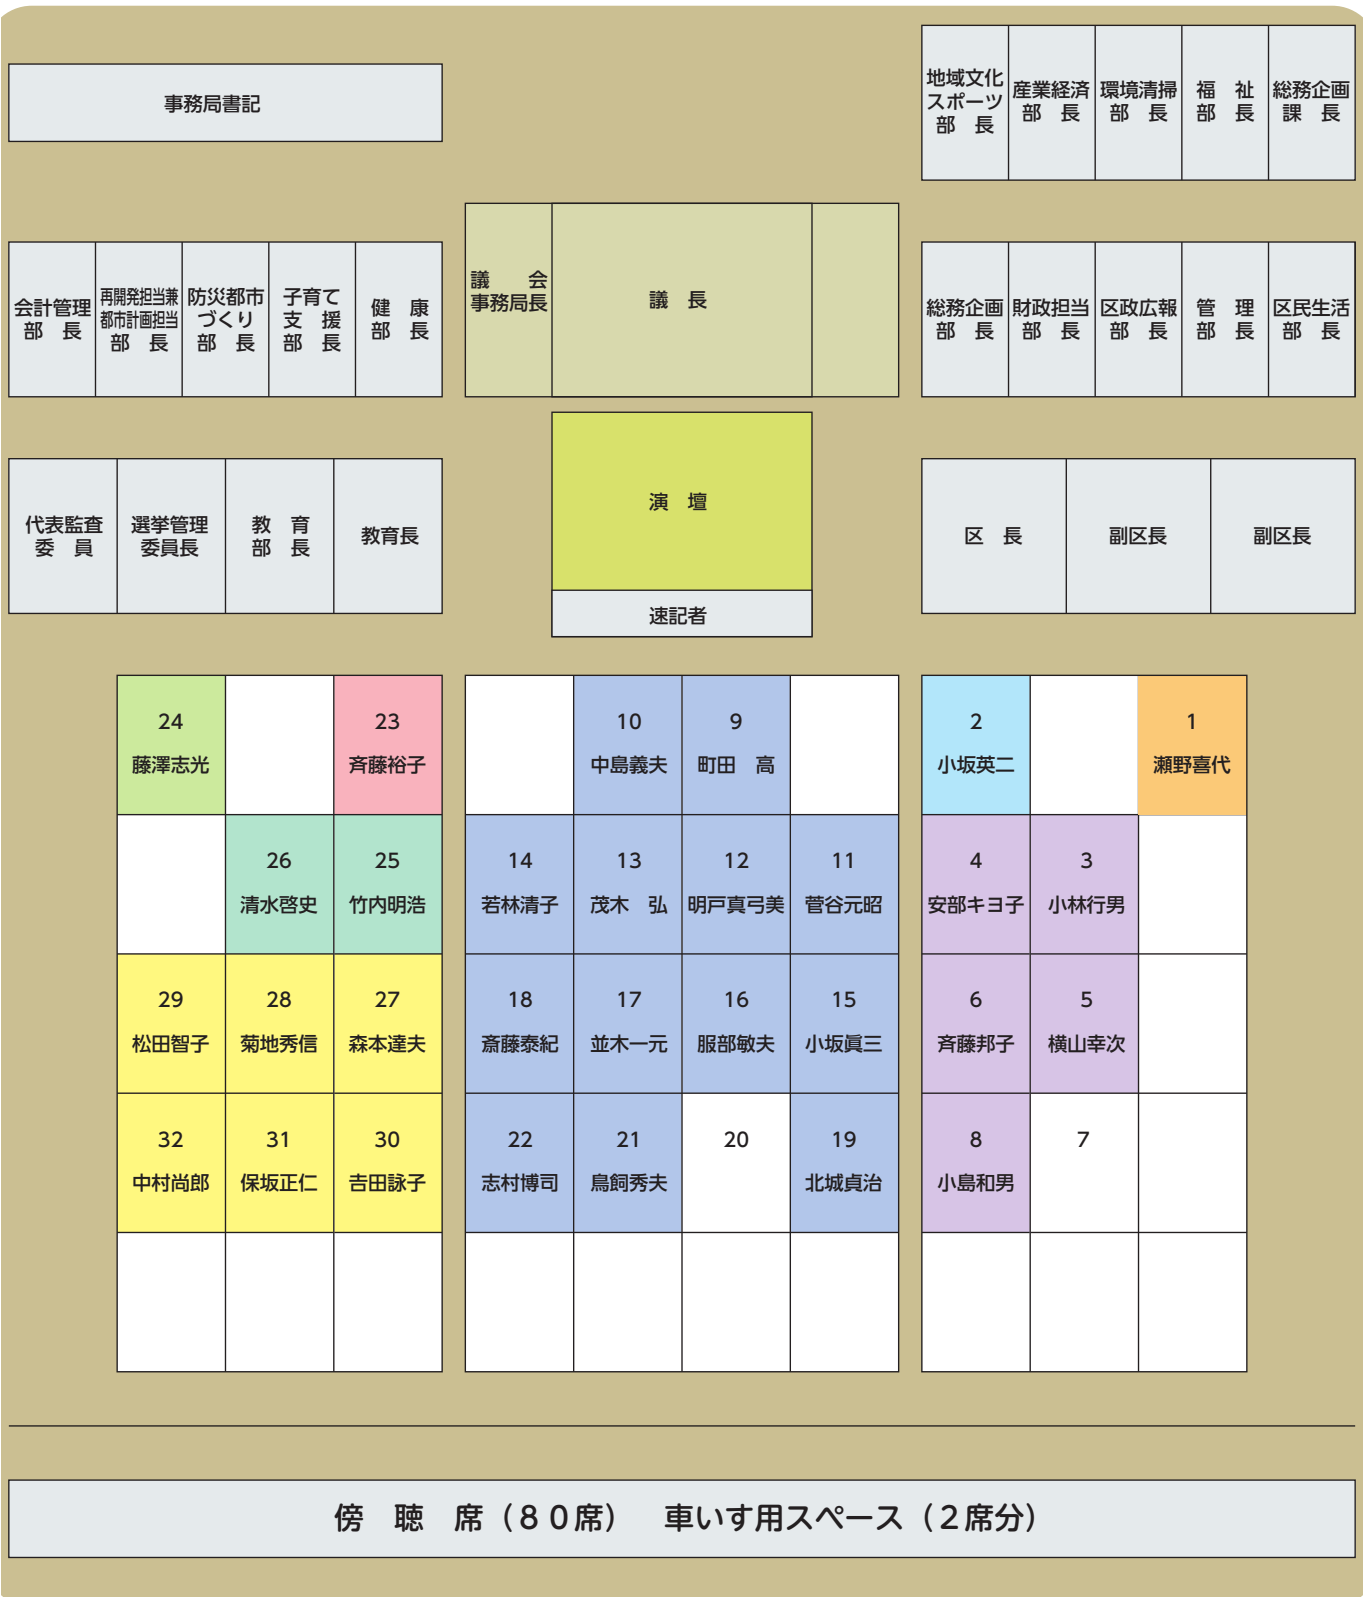 事務局書記
地域文化
スポーツ
部　長
産業経済
部　長
環境清掃
部　長
福　祉
部　長
総務企画
課　長
会計管理
部　長
再開発担当兼
都市計画担当
部　長
防災都市
づくり
部　長
子育て
支　援
部　長
健　康
部　長
議　　会
事務局長
議　長
総務企画
部　長
財政担当
部　長
区政広報
部　長
管　理
部　長
区民生活
部　長
代表監査
委　員
選挙管理
委員長
教　育
部　長
教育長
演　壇
速記者
区　長
副区長
副区長
24
藤澤志光
23
斉藤裕子
10
中島義夫
9
町田　高
2
小坂英二
1
瀬野喜代
26
清水啓史
25
竹内明浩
14
若林清子
13
茂木　弘
12
明戸真弓美
11
菅谷元昭
4
安部キヨ子
3
小林行男
29
松田智子
28
菊地秀信
27
森本達夫
18
斎藤泰紀
17
並木一元
16
服部敏夫
15
小坂眞三
6
斉藤邦子
5
横山幸次
32
中村尚郎
31
保坂正仁
30
吉田詠子
22
志村博司
21
鳥飼秀夫
20
19
北城貞治
8
小島和男
7
傍　聴　席（８０席）　車いす用スペース（２席分）